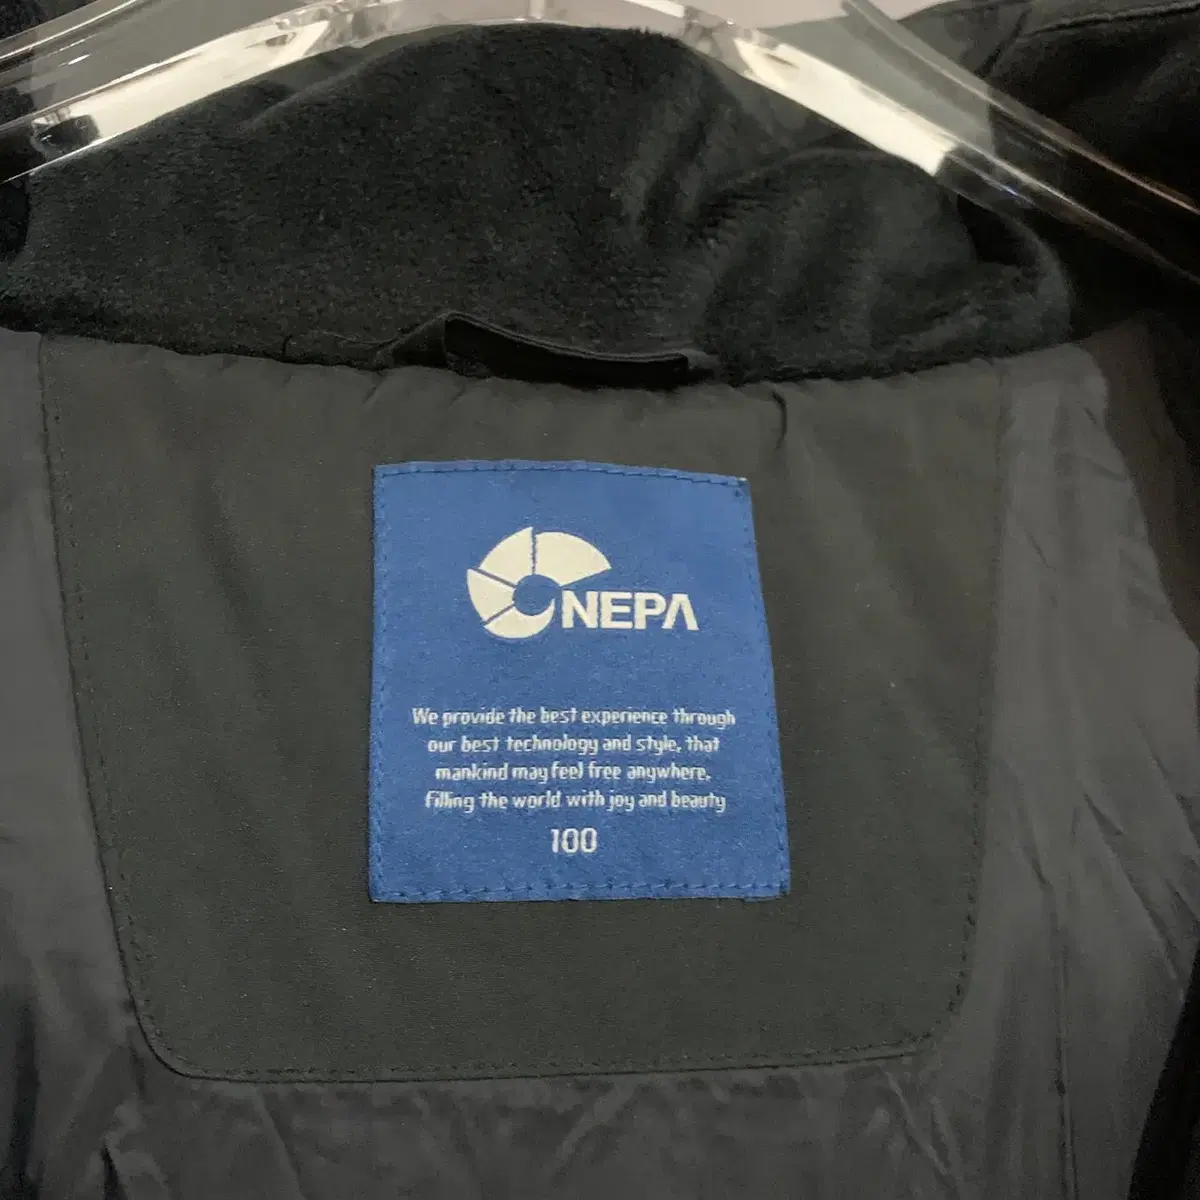 NEPA
We provide the best experience through
our best technology and style, that
mankind may feel free anywhere,
filling the world with joy and beauty
100